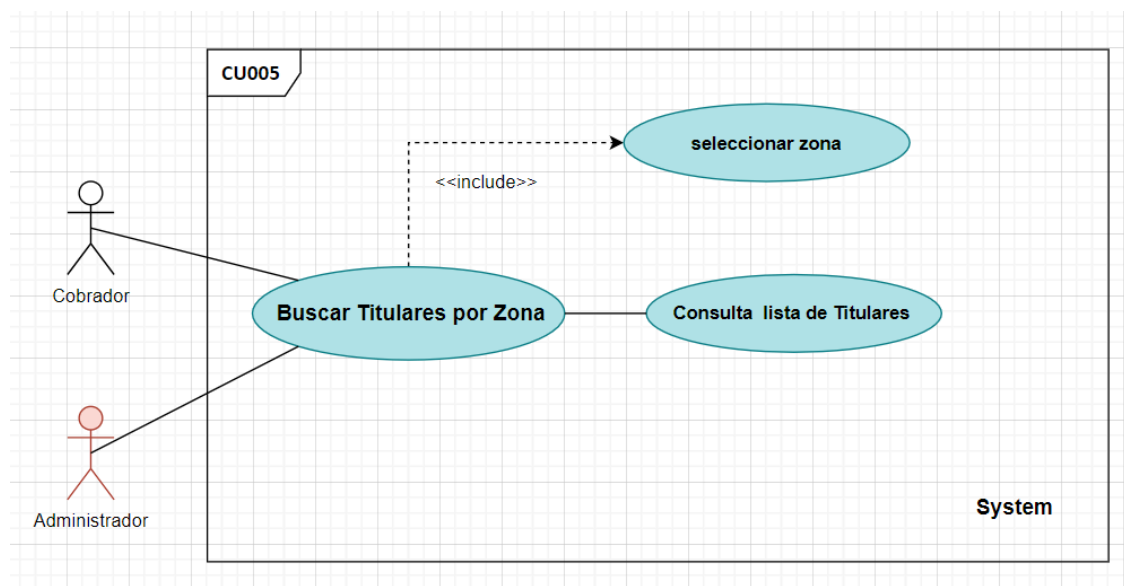 CU005
seleccionar zona
<<include>>
Cobrador
Buscar Titulares por Zona
Consulta  lista de Titulares
Administrador
System